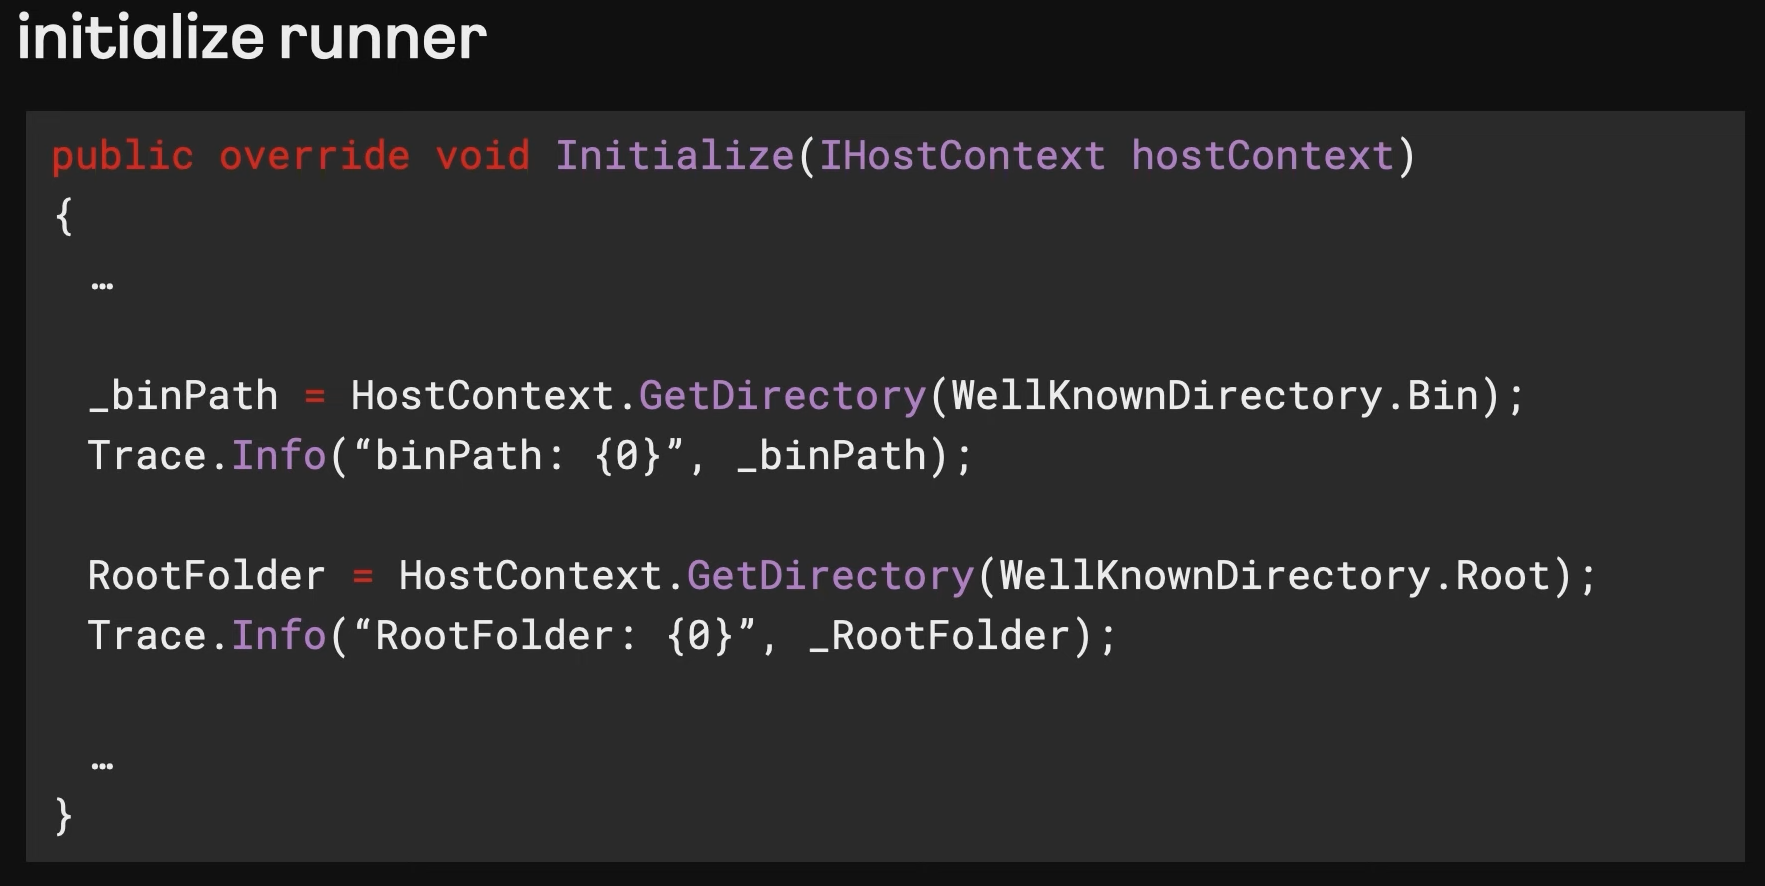 initialize runner
public override void Initialize(IHostContext hostContext)
{
…
_binPath = HostContext.GetDirectory(WellKnownDirectory.Bin);
Trace.Info(“binPath: {0}”, _binPath);
RootFolder = HostContext.GetDirectory(WellKnownDirectory.Root);
Trace.Info(“RootFolder: {0}”, _RootFolder);
…
}